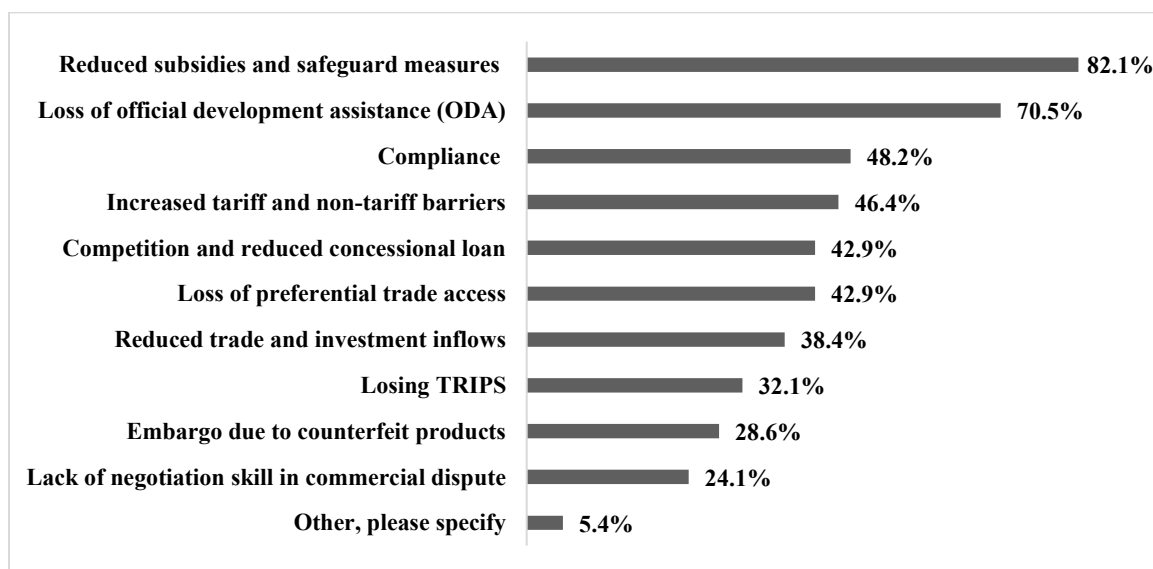 Reduced subsidies and safeguard measures 82.1%
Loss of official development assistance (ODA) 70.5%
Compliance 48.2%
Increased tariff and non-tariff barriers 46.4%
Competition and reduced concessional loan 42.9%
Loss of preferential trade access 42.9%
Reduced trade and investment inflows 38.4%
Losing TRIPS 32.1%
Embargo due to counterfeit products 28.6%
Lack of negotiation skill in commercial dispute 24.1%
Other, please specify 5.4%